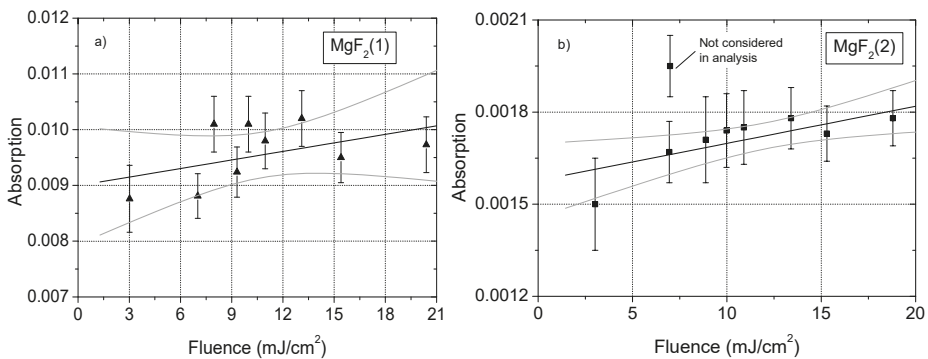 0.012
0.011
0.010
0.009
0.008
0.007
a)
MgF₂(1)
Absorption
0 3 6 9 12 15 18 21
Fluence (mJ/cm²)
0.0021
0.0018
0.0015
0.0012
b)
Not considered
in analysis
MgF₂(2)
Absorption
0 5 10 15 20
Fluence (mJ/cm²)